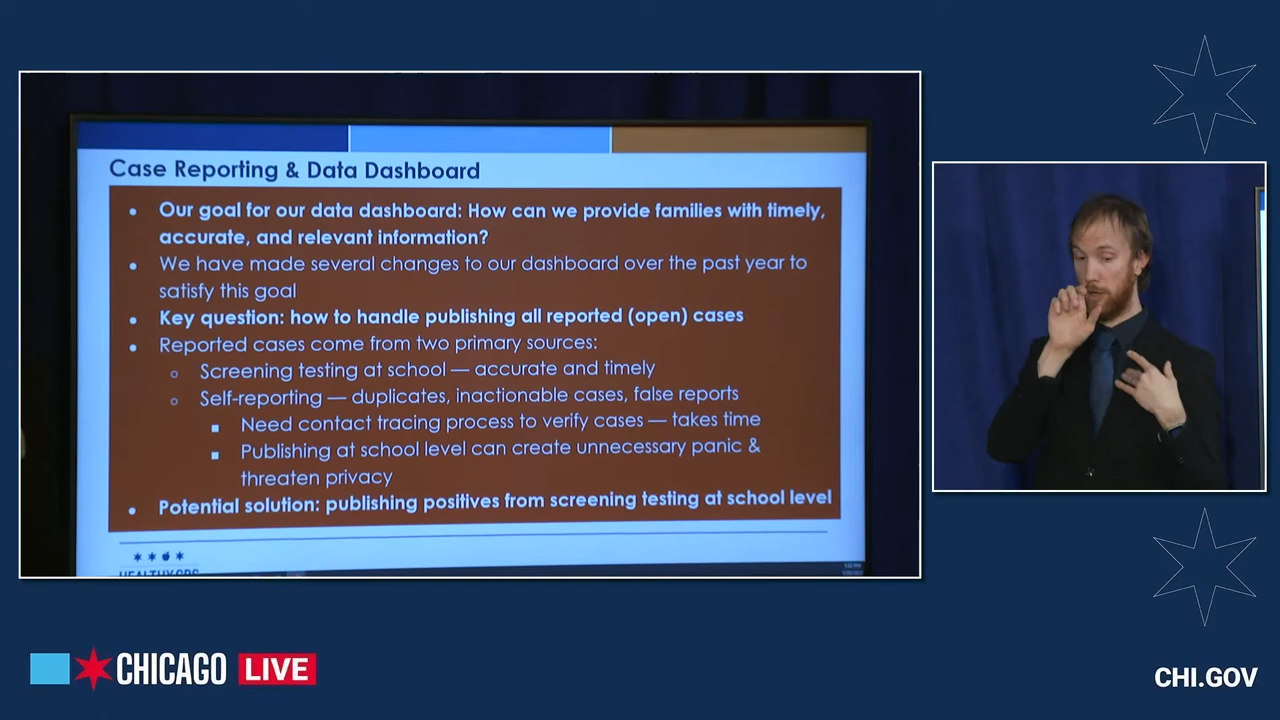 Case Reporting & Data Dashboard
• Our goal for our data dashboard: How can we provide families with timely,
accurate, and relevant information?
• We have made several changes to our dashboard over the past year to
satisfy this goal
• Key question: how to handle publishing all reported (open) cases
• Reported cases come from two primary sources:
○ Screening testing at school — accurate and timely
○ Self-reporting — duplicates, inactionable cases, false reports
■ Need contact tracing process to verify cases — takes time
■ Publishing at school level can create unnecessary panic &
threaten privacy
• Potential solution: publishing positives from screening testing at school level
HEALTHY CPS
CHICAGO LIVE
CHI.GOV